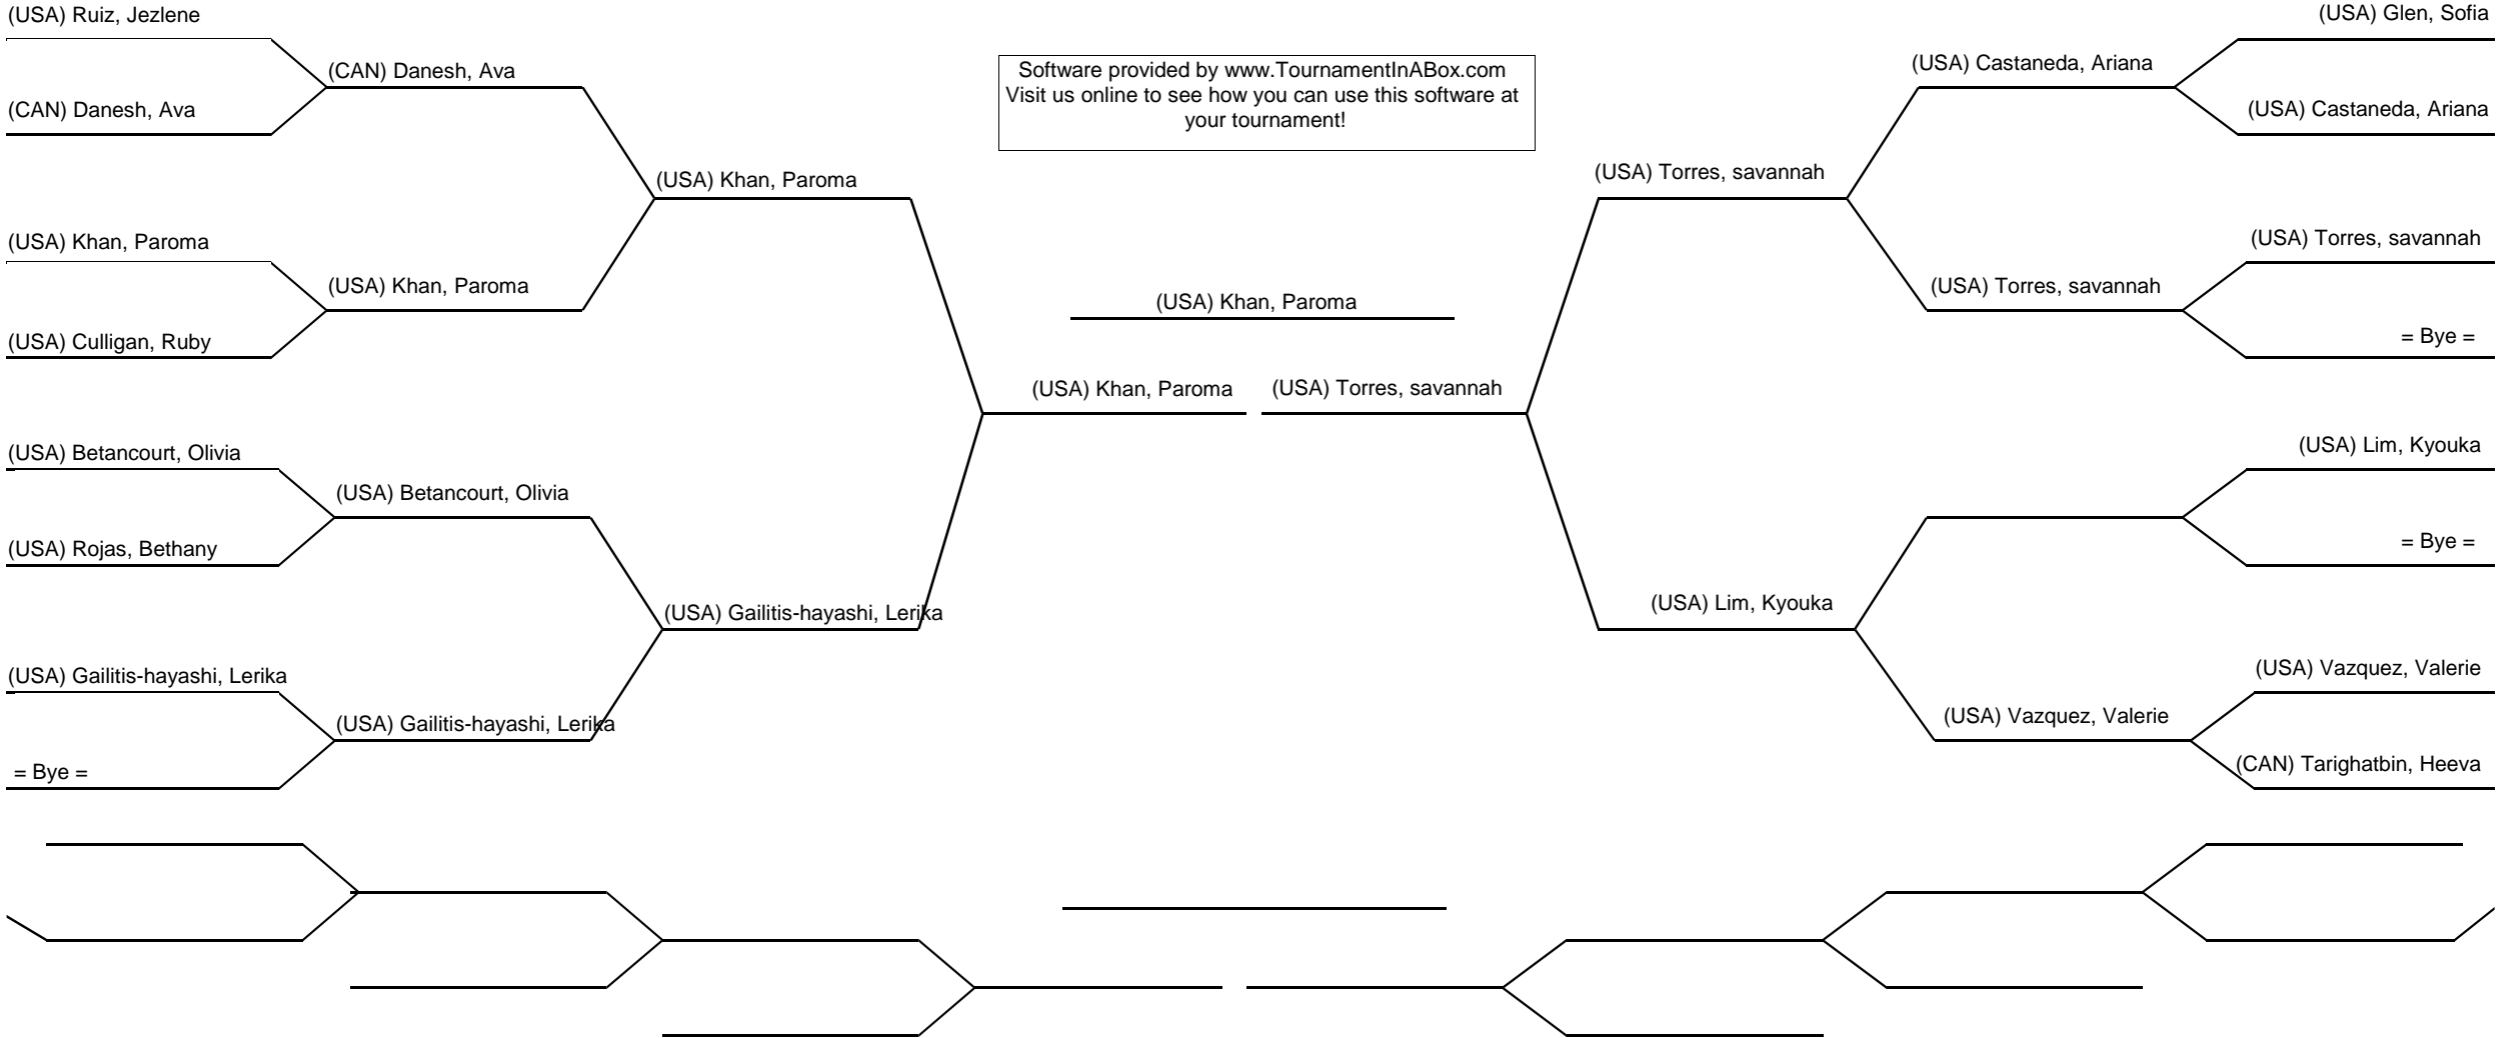 (USA) Ruiz, Jezlene
(CAN) Danesh, Ava
(CAN) Danesh, Ava
(USA) Khan, Paroma
(USA) Khan, Paroma
(USA) Khan, Paroma
(USA) Culligan, Ruby
(USA) Betancourt, Olivia
(USA) Betancourt, Olivia
(USA) Rojas, Bethany
(USA) Gailitis-hayashi, Lerika
(USA) Gailitis-hayashi, Lerika
(USA) Gailitis-hayashi, Lerika
= Bye =
Software provided by www.TournamentInABox.com
Visit us online to see how you can use this software at
your tournament!
(USA) Khan, Paroma
(USA) Khan, Paroma
(USA) Torres, savannah
(USA) Glen, Sofia
(USA) Castaneda, Ariana
(USA) Castaneda, Ariana
(USA) Torres, savannah
(USA) Torres, savannah
(USA) Torres, savannah
= Bye =
(USA) Lim, Kyouka
= Bye =
(USA) Lim, Kyouka
(USA) Vazquez, Valerie
(USA) Vazquez, Valerie
(CAN) Tarighatbin, Heeva